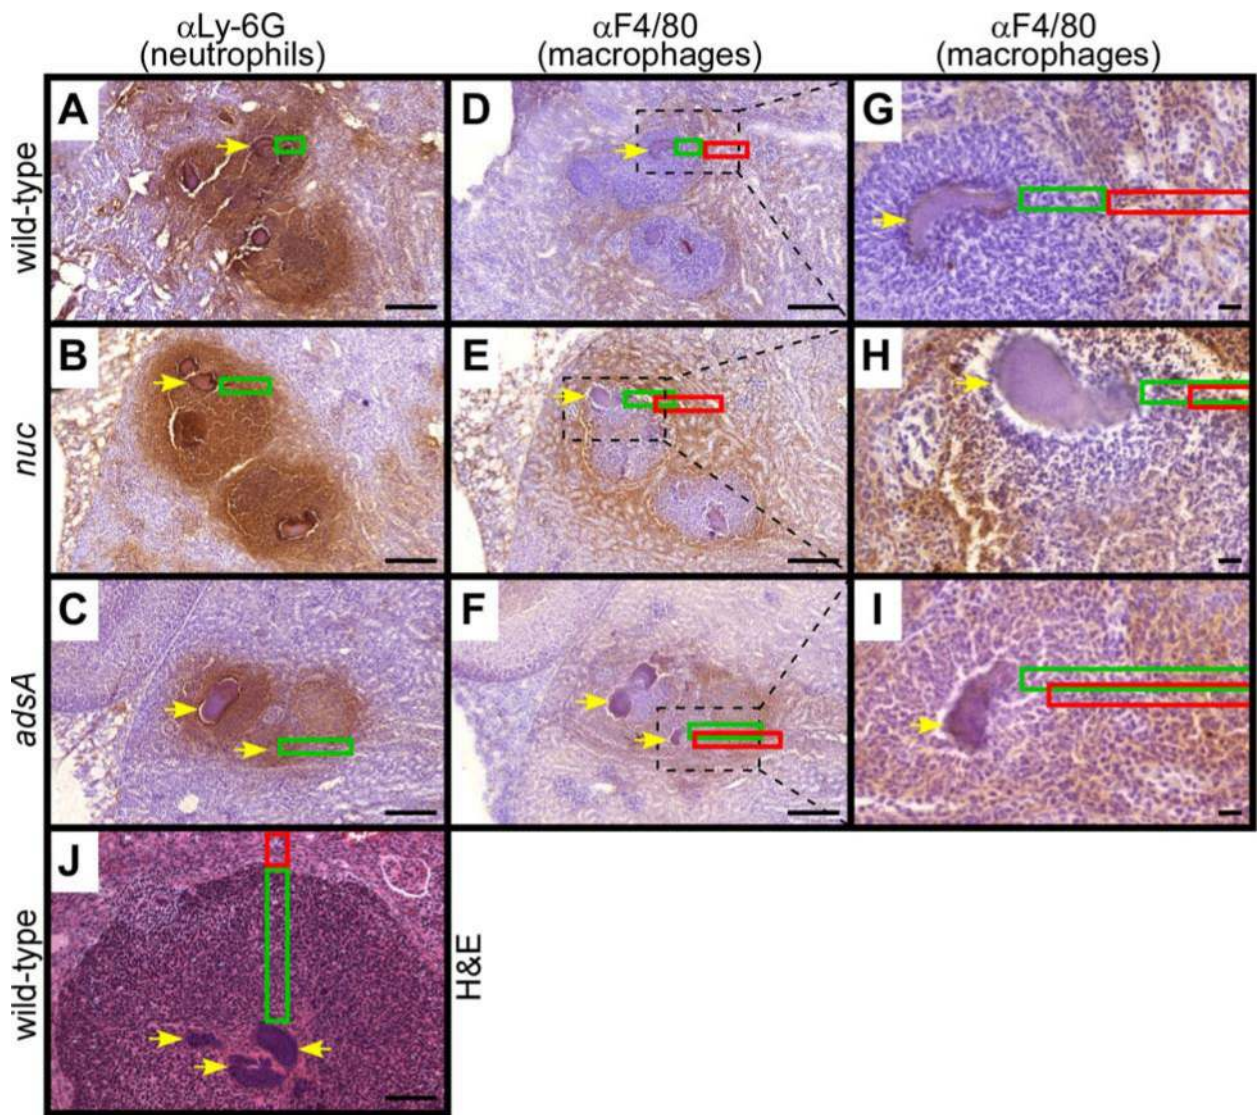 αLy-6G
(neutrophils)
αF4/80
(macrophages)
αF4/80
(macrophages)
wild-type
A
D
G
nuc
B
E
H
adsA
C
F
I
wild-type
J
H&E